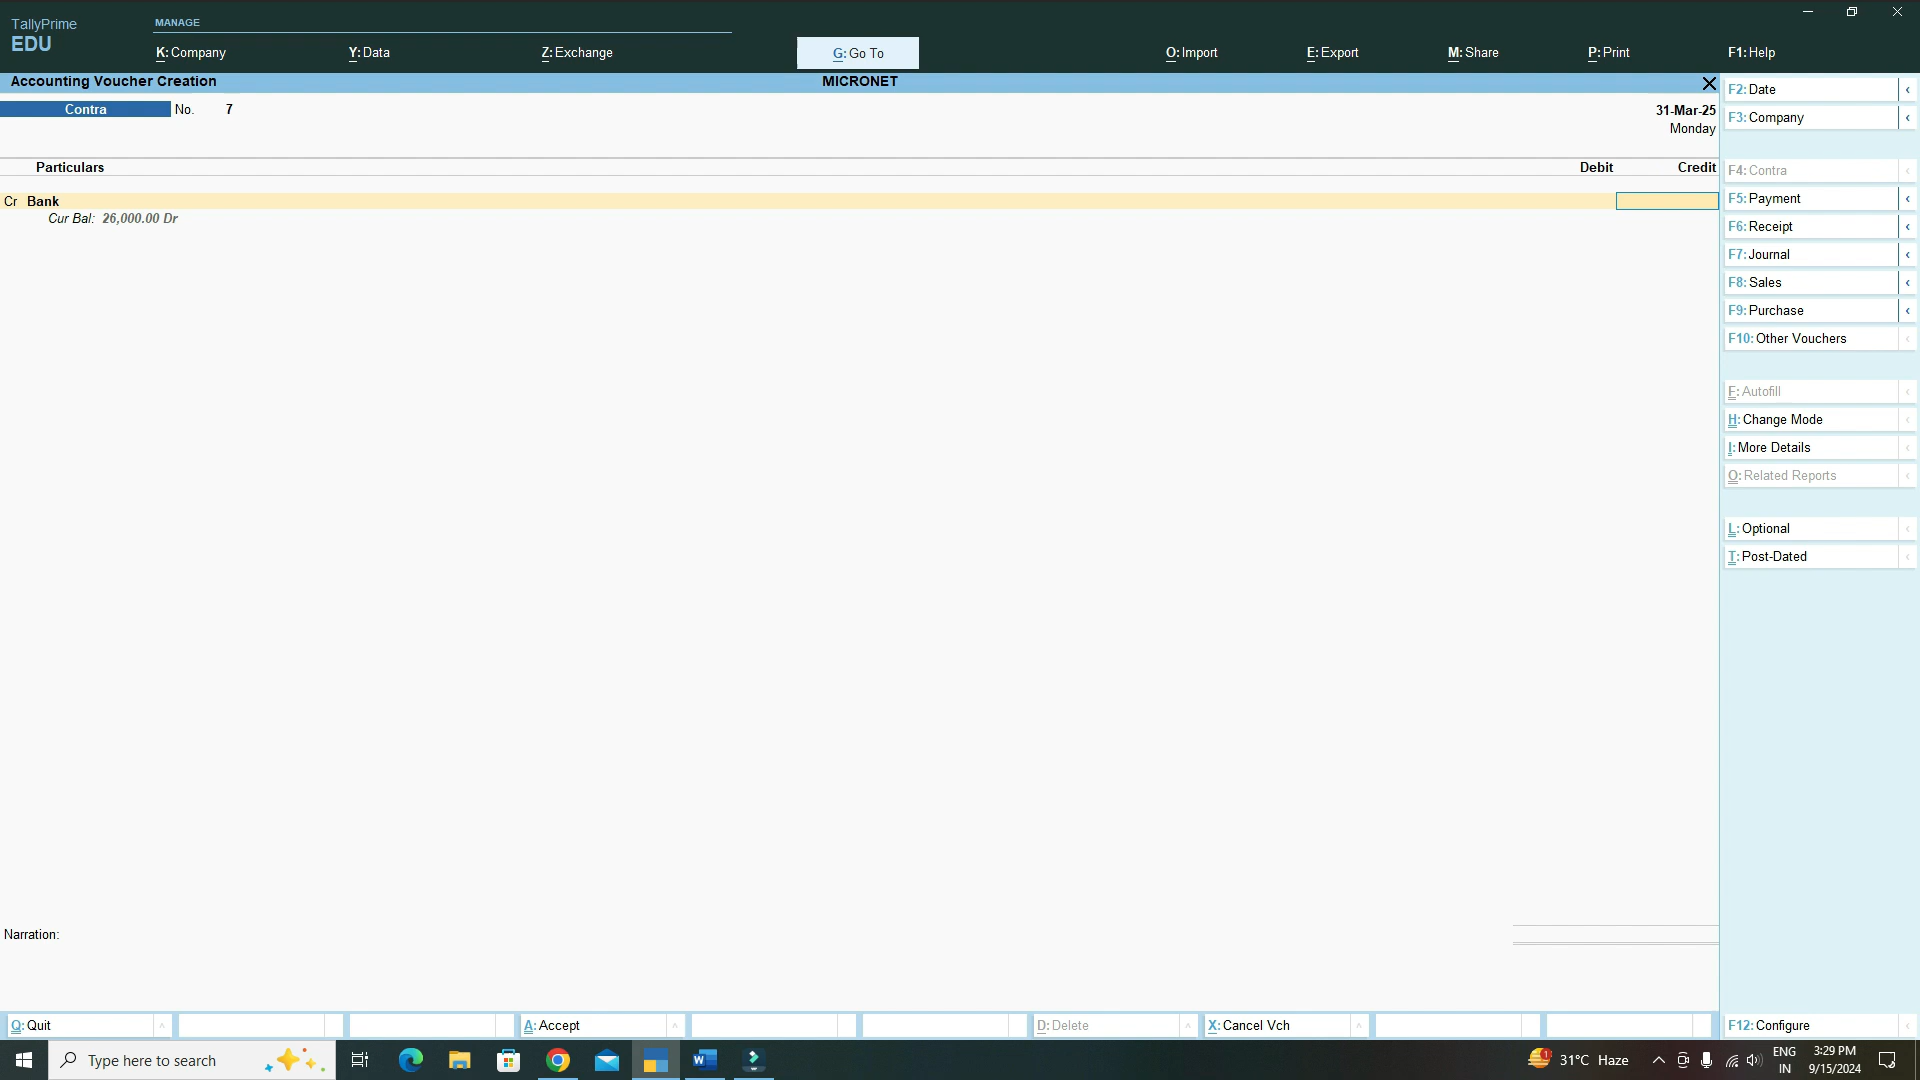 TallyPrime
EDU
MANAGE
K: Company
Y: Data
Z: Exchange
G: Go To
O: Import
E: Export
M: Share
P: Print
F1: Help
Accounting Voucher Creation
MICRONET
Contra
No. 7
31-Mar-25
Monday
Particulars
Debit
Credit
Cr Bank
Cur Bal: 26,000.00 Dr
F2: Date
F3: Company
F4: Contra
F5: Payment
F6: Receipt
F7: Journal
F8: Sales
F9: Purchase
F10: Other Vouchers
F: Autofill
H: Change Mode
I: More Details
O: Related Reports
L: Optional
T: Post-Dated
Narration:
Q: Quit
A: Accept
D: Delete
X: Cancel Vch
F12: Configure
Type here to search
1
31°C Haze
ENG
IN
3:29 PM
9/15/2024